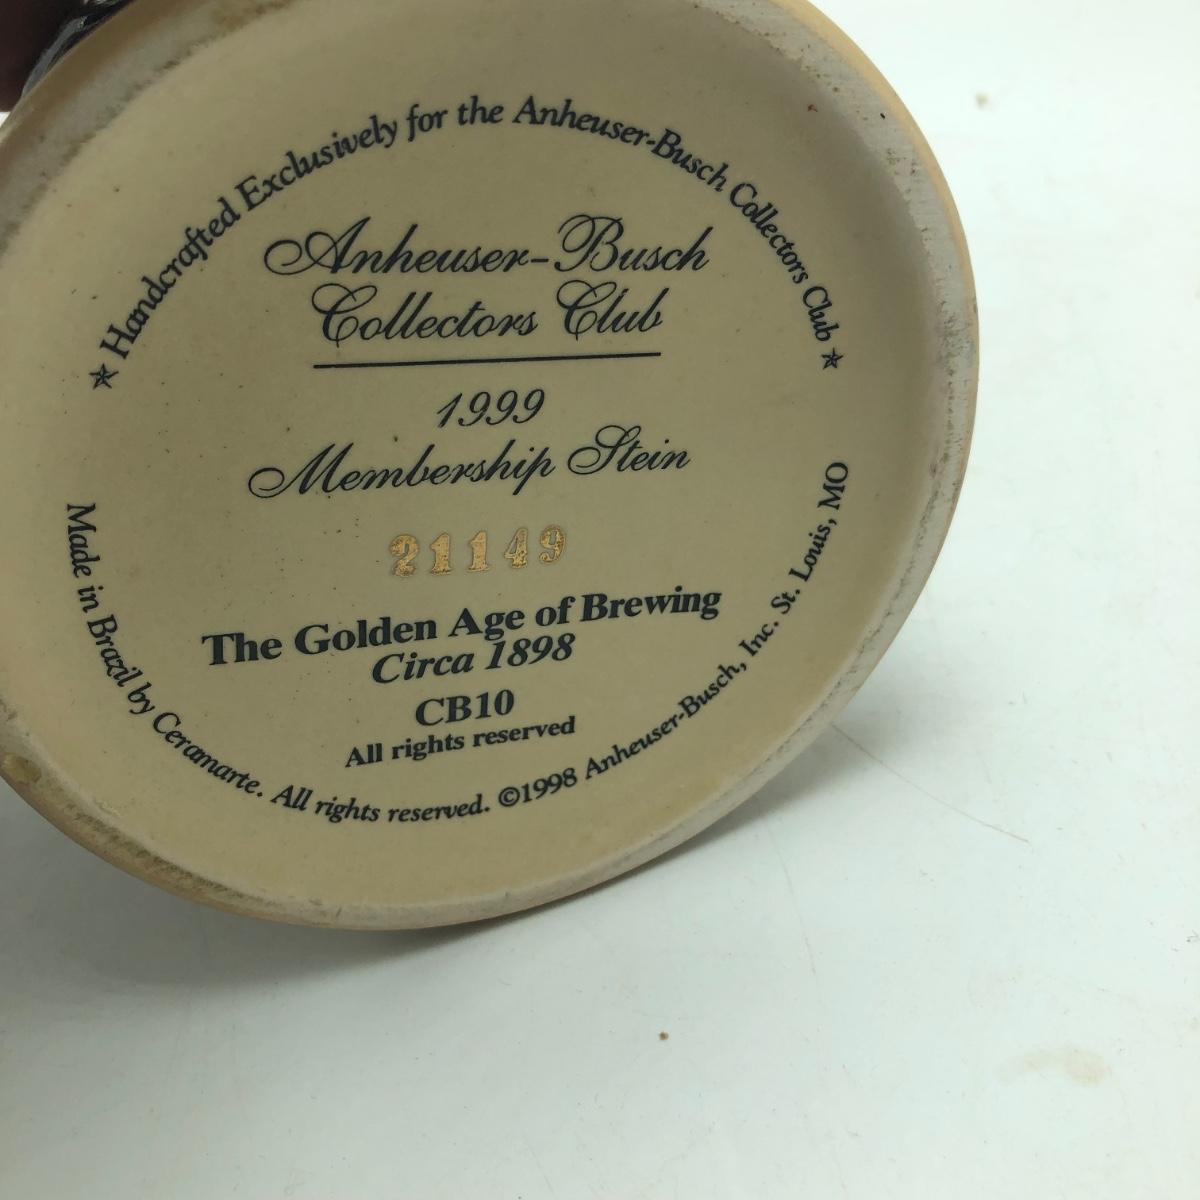 ★ Handcrafted Exclusively for the Anheuser-Busch Collectors Club ★
Anheuser-Busch
Collectors Club
1999
Membership Stein
21149
The Golden Age of Brewing
Circa 1898
CB10
All rights reserved
Made in Brazil by Ceramarte. All rights reserved. ©1998 Anheuser-Busch, Inc. St. Louis, MO